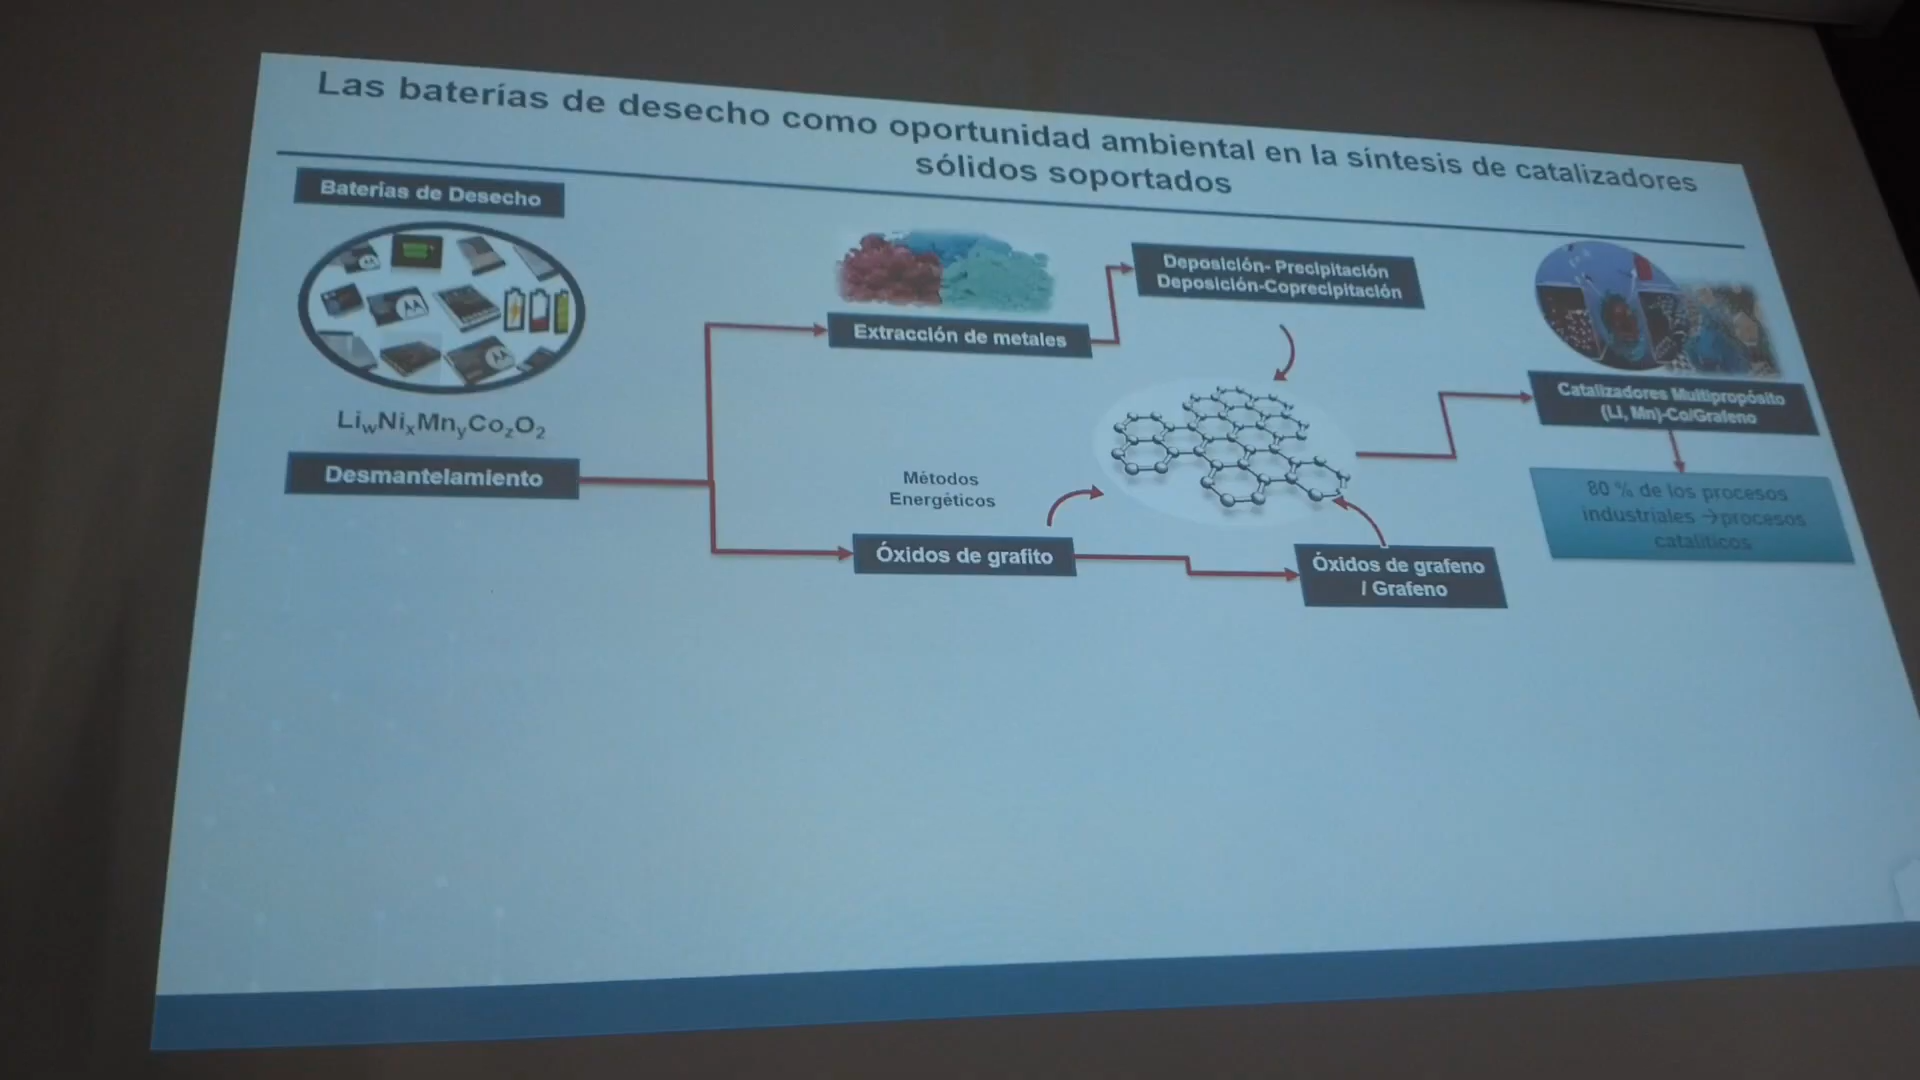 Las baterías de desecho como oportunidad ambiental en la síntesis de catalizadores
sólidos soportados
Baterías de Desecho
LiwNixMnyCozO2
Desmantelamiento
Extracción de metales
Deposición- Precipitación
Deposición-Coprecipitación
Métodos
Energéticos
Óxidos de grafito
Óxidos de grafeno
/ Grafeno
Catalizadores Multipropósito
(Li, Mn)-Co/Grafeno
80 % de los procesos
industriales →procesos
catalíticos